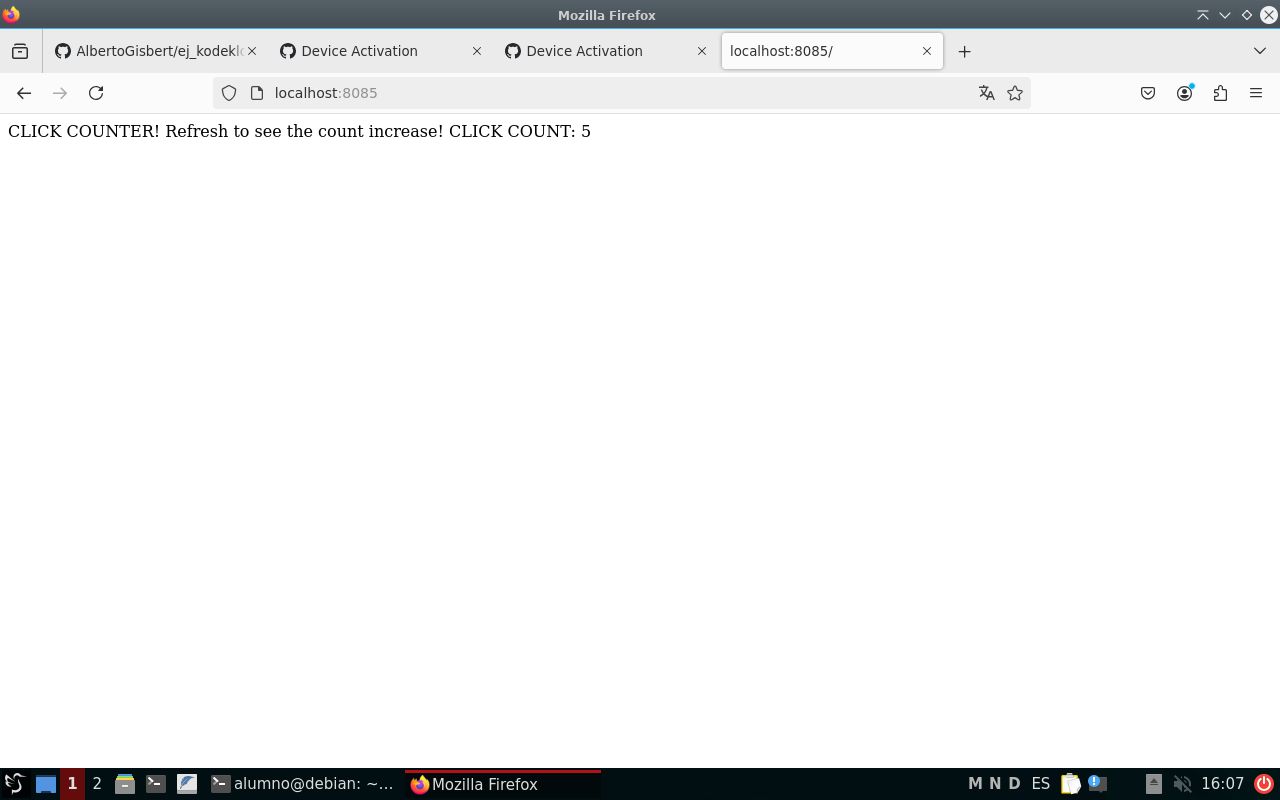 Mozilla Firefox
AlbertoGisbert/ej_kodekl
Device Activation
Device Activation
localhost:8085/
localhost:8085
CLICK COUNTER! Refresh to see the count increase! CLICK COUNT: 5
1 2 alumno@debian: ~... Mozilla Firefox M N D ES 16:07